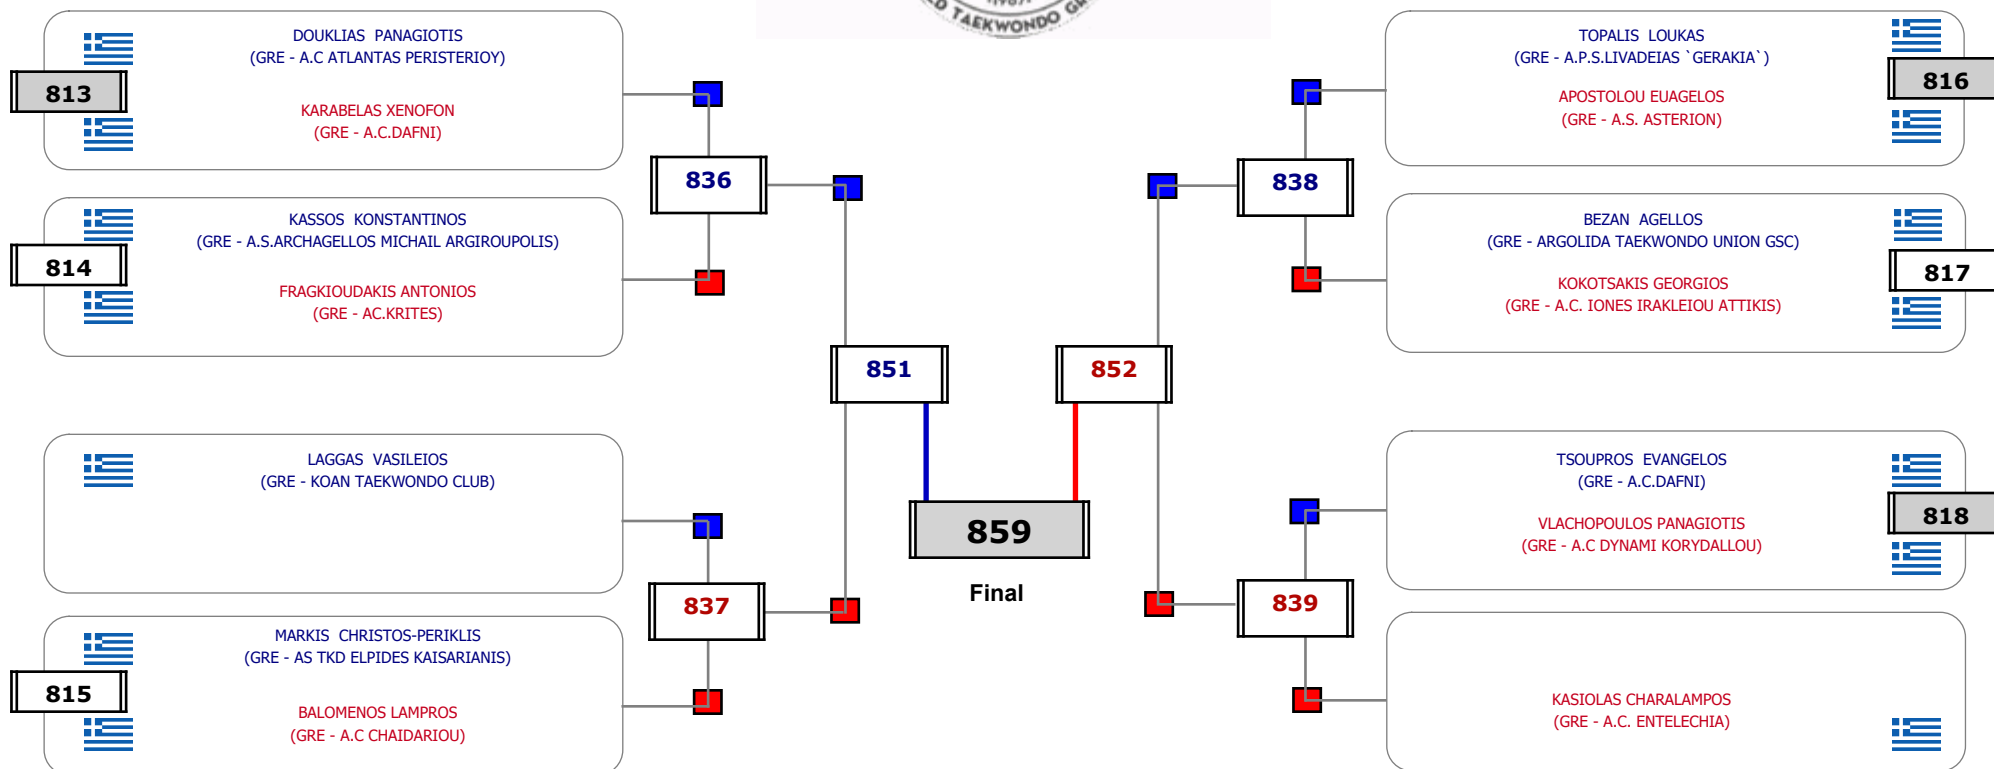 TAEKWONDO
DOUKLIAS PANAGIOTIS
(GRE - A.C ATLANTAS PERISTERIOY)
813
KARABELAS XENOFON
(GRE - A.C.DAFNI)
836
KASSOS KONSTANTINOS
(GRE - A.S.ARCHAGELLOS MICHAIL ARGIROUPOLIS)
814
FRAGKIOUDAKIS ANTONIOS
(GRE - AC.KRITES)
851
LAGGAS VASILEIOS
(GRE - KOAN TAEKWONDO CLUB)
837
MARKIS CHRISTOS-PERIKLIS
(GRE - AS TKD ELPIDES KAISARIANIS)
815
BALOMENOS LAMPROS
(GRE - A.C CHAIDARIOU)
859
Final
TOPALIS LOUKAS
(GRE - A.P.S.LIVADEIAS `GERAKIA`)
816
APOSTOLOU EUAGELOS
(GRE - A.S. ASTERION)
838
BEZAN AGELLOS
(GRE - ARGOLIDA TAEKWONDO UNION GSC)
817
KOKOTSAKIS GEORGIOS
(GRE - A.C. IONES IRAKLEIOU ATTIKIS)
852
TSOUPROS EVANGELOS
(GRE - A.C.DAFNI)
818
VLACHOPOULOS PANAGIOTIS
(GRE - A.C DYNAMI KORYDALLOU)
839
KASIOLAS CHARALAMPOS
(GRE - A.C. ENTELECHIA)